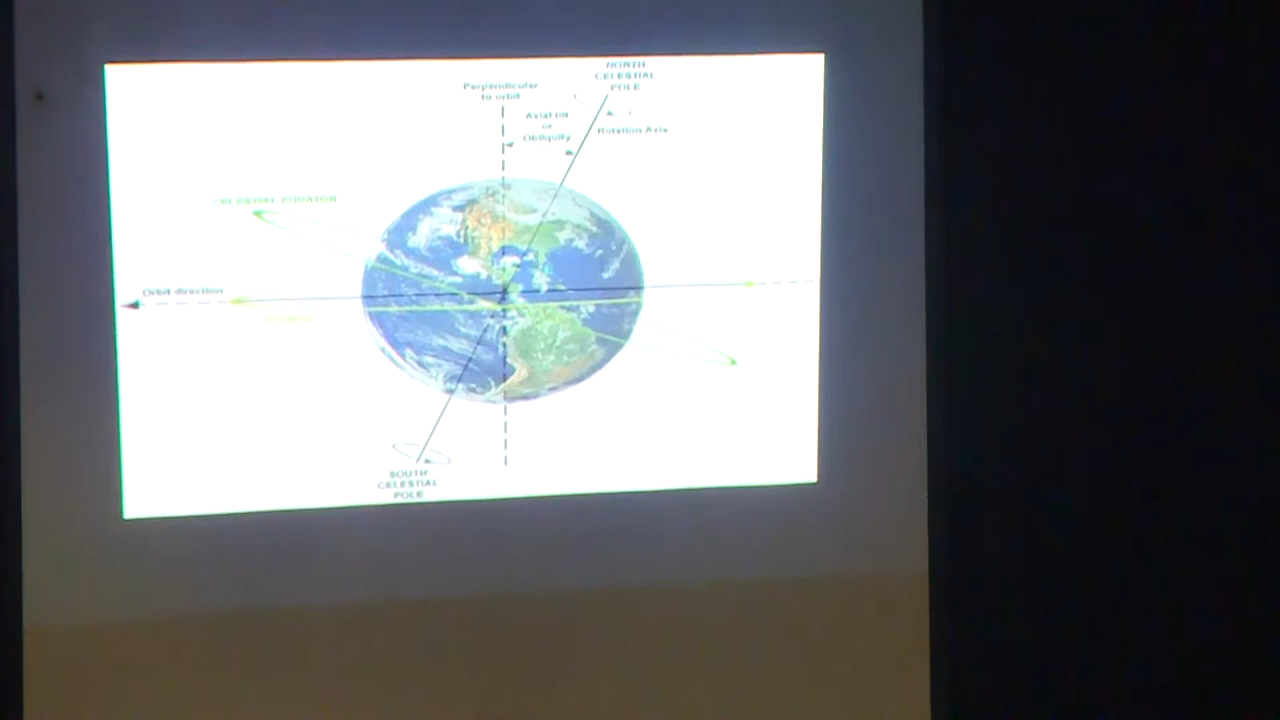 NORTH
CELESTIAL
POLE
Perpendicular
to orbit
Axial tilt
or
Obliquity
Rotation Axis
CELESTIAL EQUATOR
Orbit direction
SOUTH
CELESTIAL
POLE